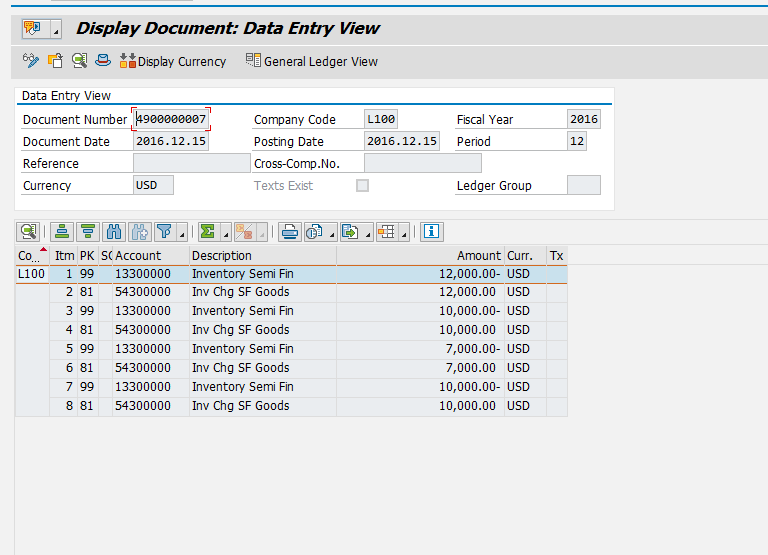 Display Document: Data Entry View
Display Currency General Ledger View
Data Entry View
Document Number 4900000007 Company Code L100 Fiscal Year 2016
Document Date 2016.12.15 Posting Date 2016.12.15 Period 12
Reference Cross-Comp.No.
Currency USD Texts Exist Ledger Group
Co... Itm PK SG Account Description Amount Curr. Tx
L100 1 99 13300000 Inventory Semi Fin 12,000.00- USD
2 81 54300000 Inv Chg SF Goods 12,000.00 USD
3 99 13300000 Inventory Semi Fin 10,000.00- USD
4 81 54300000 Inv Chg SF Goods 10,000.00 USD
5 99 13300000 Inventory Semi Fin 7,000.00- USD
6 81 54300000 Inv Chg SF Goods 7,000.00 USD
7 99 13300000 Inventory Semi Fin 10,000.00- USD
8 81 54300000 Inv Chg SF Goods 10,000.00 USD